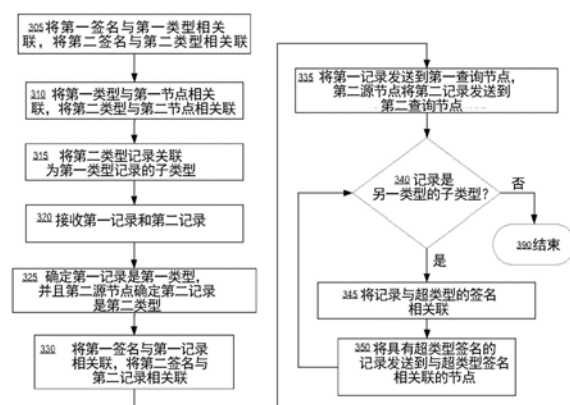 305 将第一签名与第一类型相关
联，将第二签名与第二类型相关联
310 将第一类型与第一节点相关
联，将第二类型与第二节点相关联
315 将第二类型记录关联
为第一类型记录的子类型
320 接收第一记录和第二记录
325 确定第一记录是第一类型，
并且第二源节点确定第二记录
是第二类型
330 将第一签名与第一记录
相关联，将第二签名与
第二记录相关联
335 将第一记录发送到第一查询节点，
第二源节点将第二记录发送到
第二查询节点
340 记录是
另一类型的子类型？
否
390 结束
是
345 将记录与超类型的签名
相关联
350 将具有超类型签名的
记录发送到与超类型签名
相关联的节点